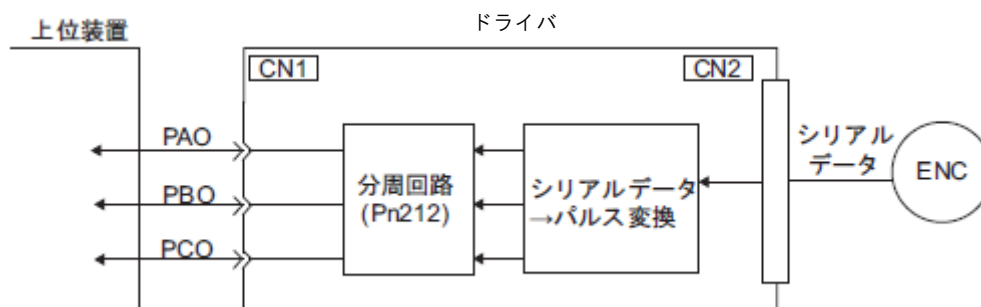 ドライバ
上位装置
CN1
CN2
PAO
PBO
PCO
分周回路
(Pn212)
シリアルデータ
→パルス変換
シリアル
データ
ENC